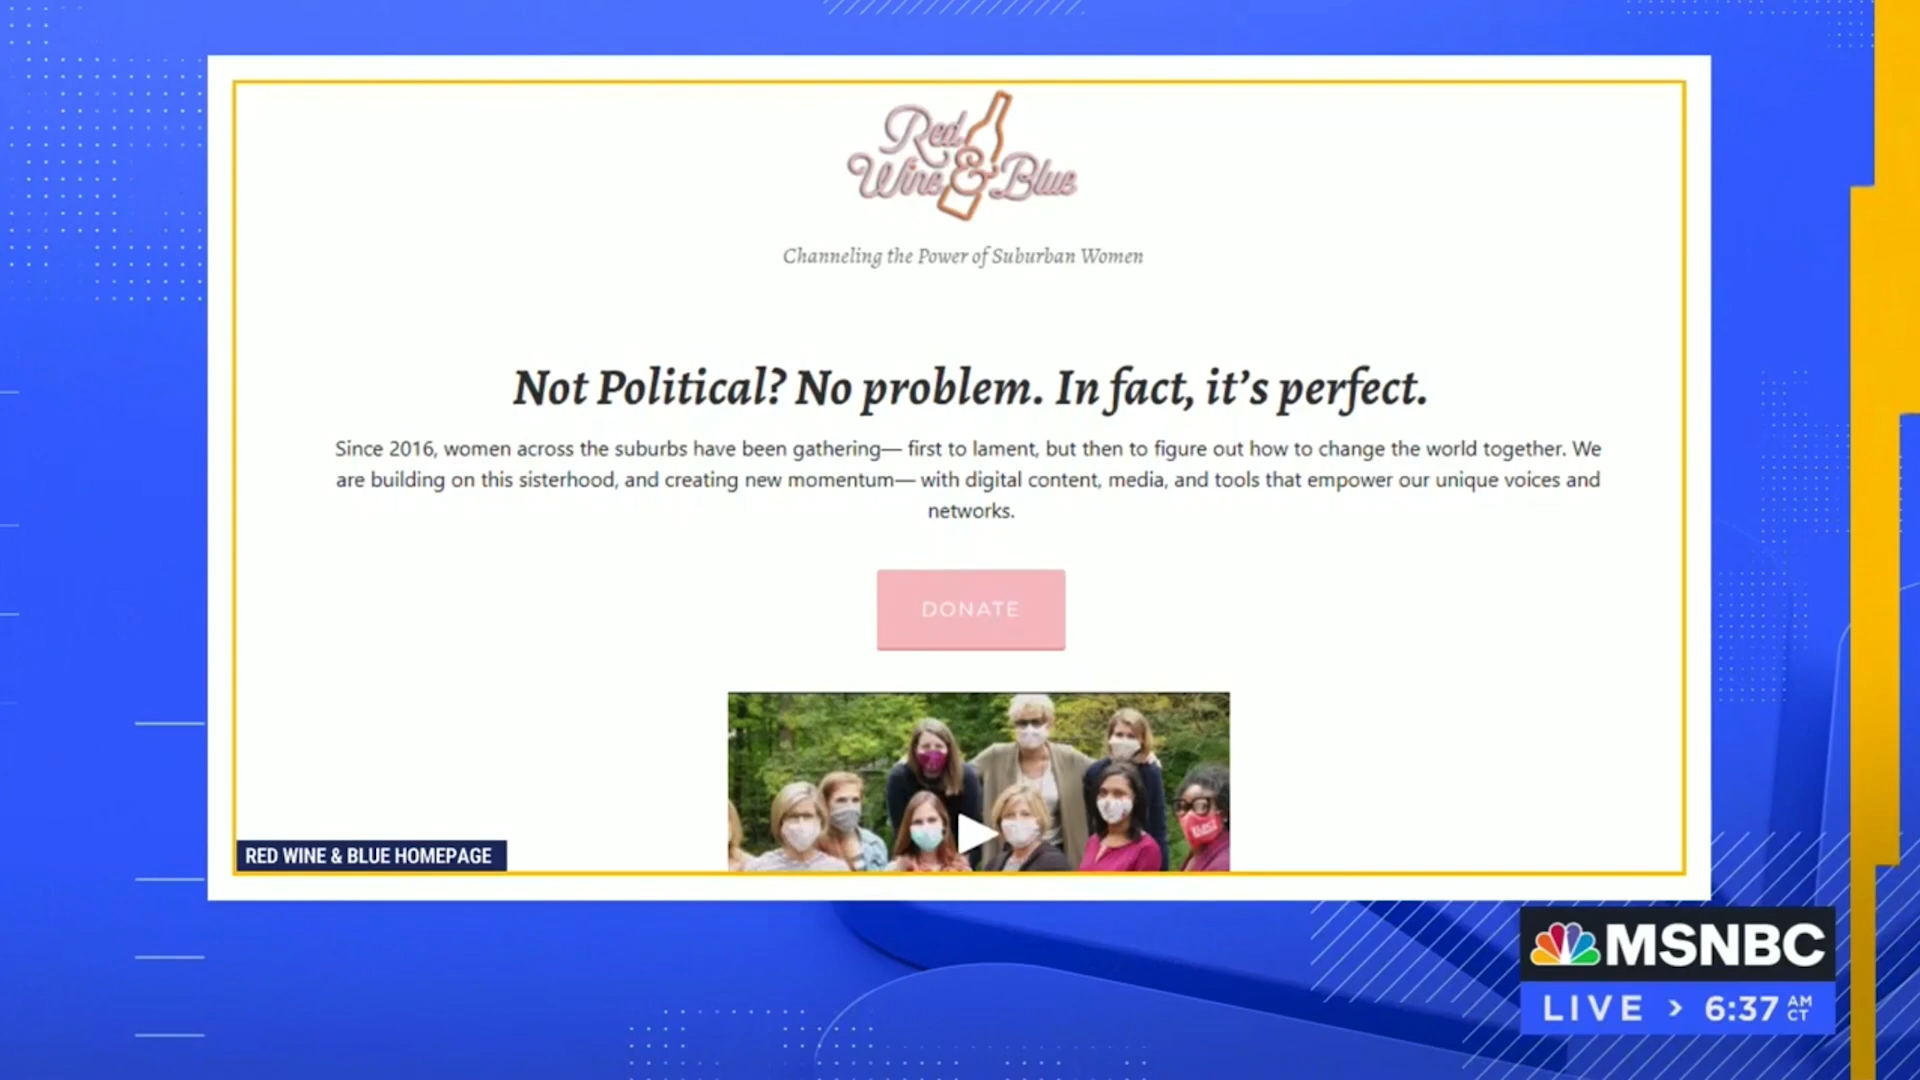 Red
Wine & Blue
Channeling the Power of Suburban Women
Not Political? No problem. In fact, it's perfect.
Since 2016, women across the suburbs have been gathering— first to lament, but then to figure out how to change the world together. We
are building on this sisterhood, and creating new momentum— with digital content, media, and tools that empower our unique voices and
networks.
DONATE
RED WINE & BLUE HOMEPAGE
MSNBC
LIVE > 6:37 AM CT